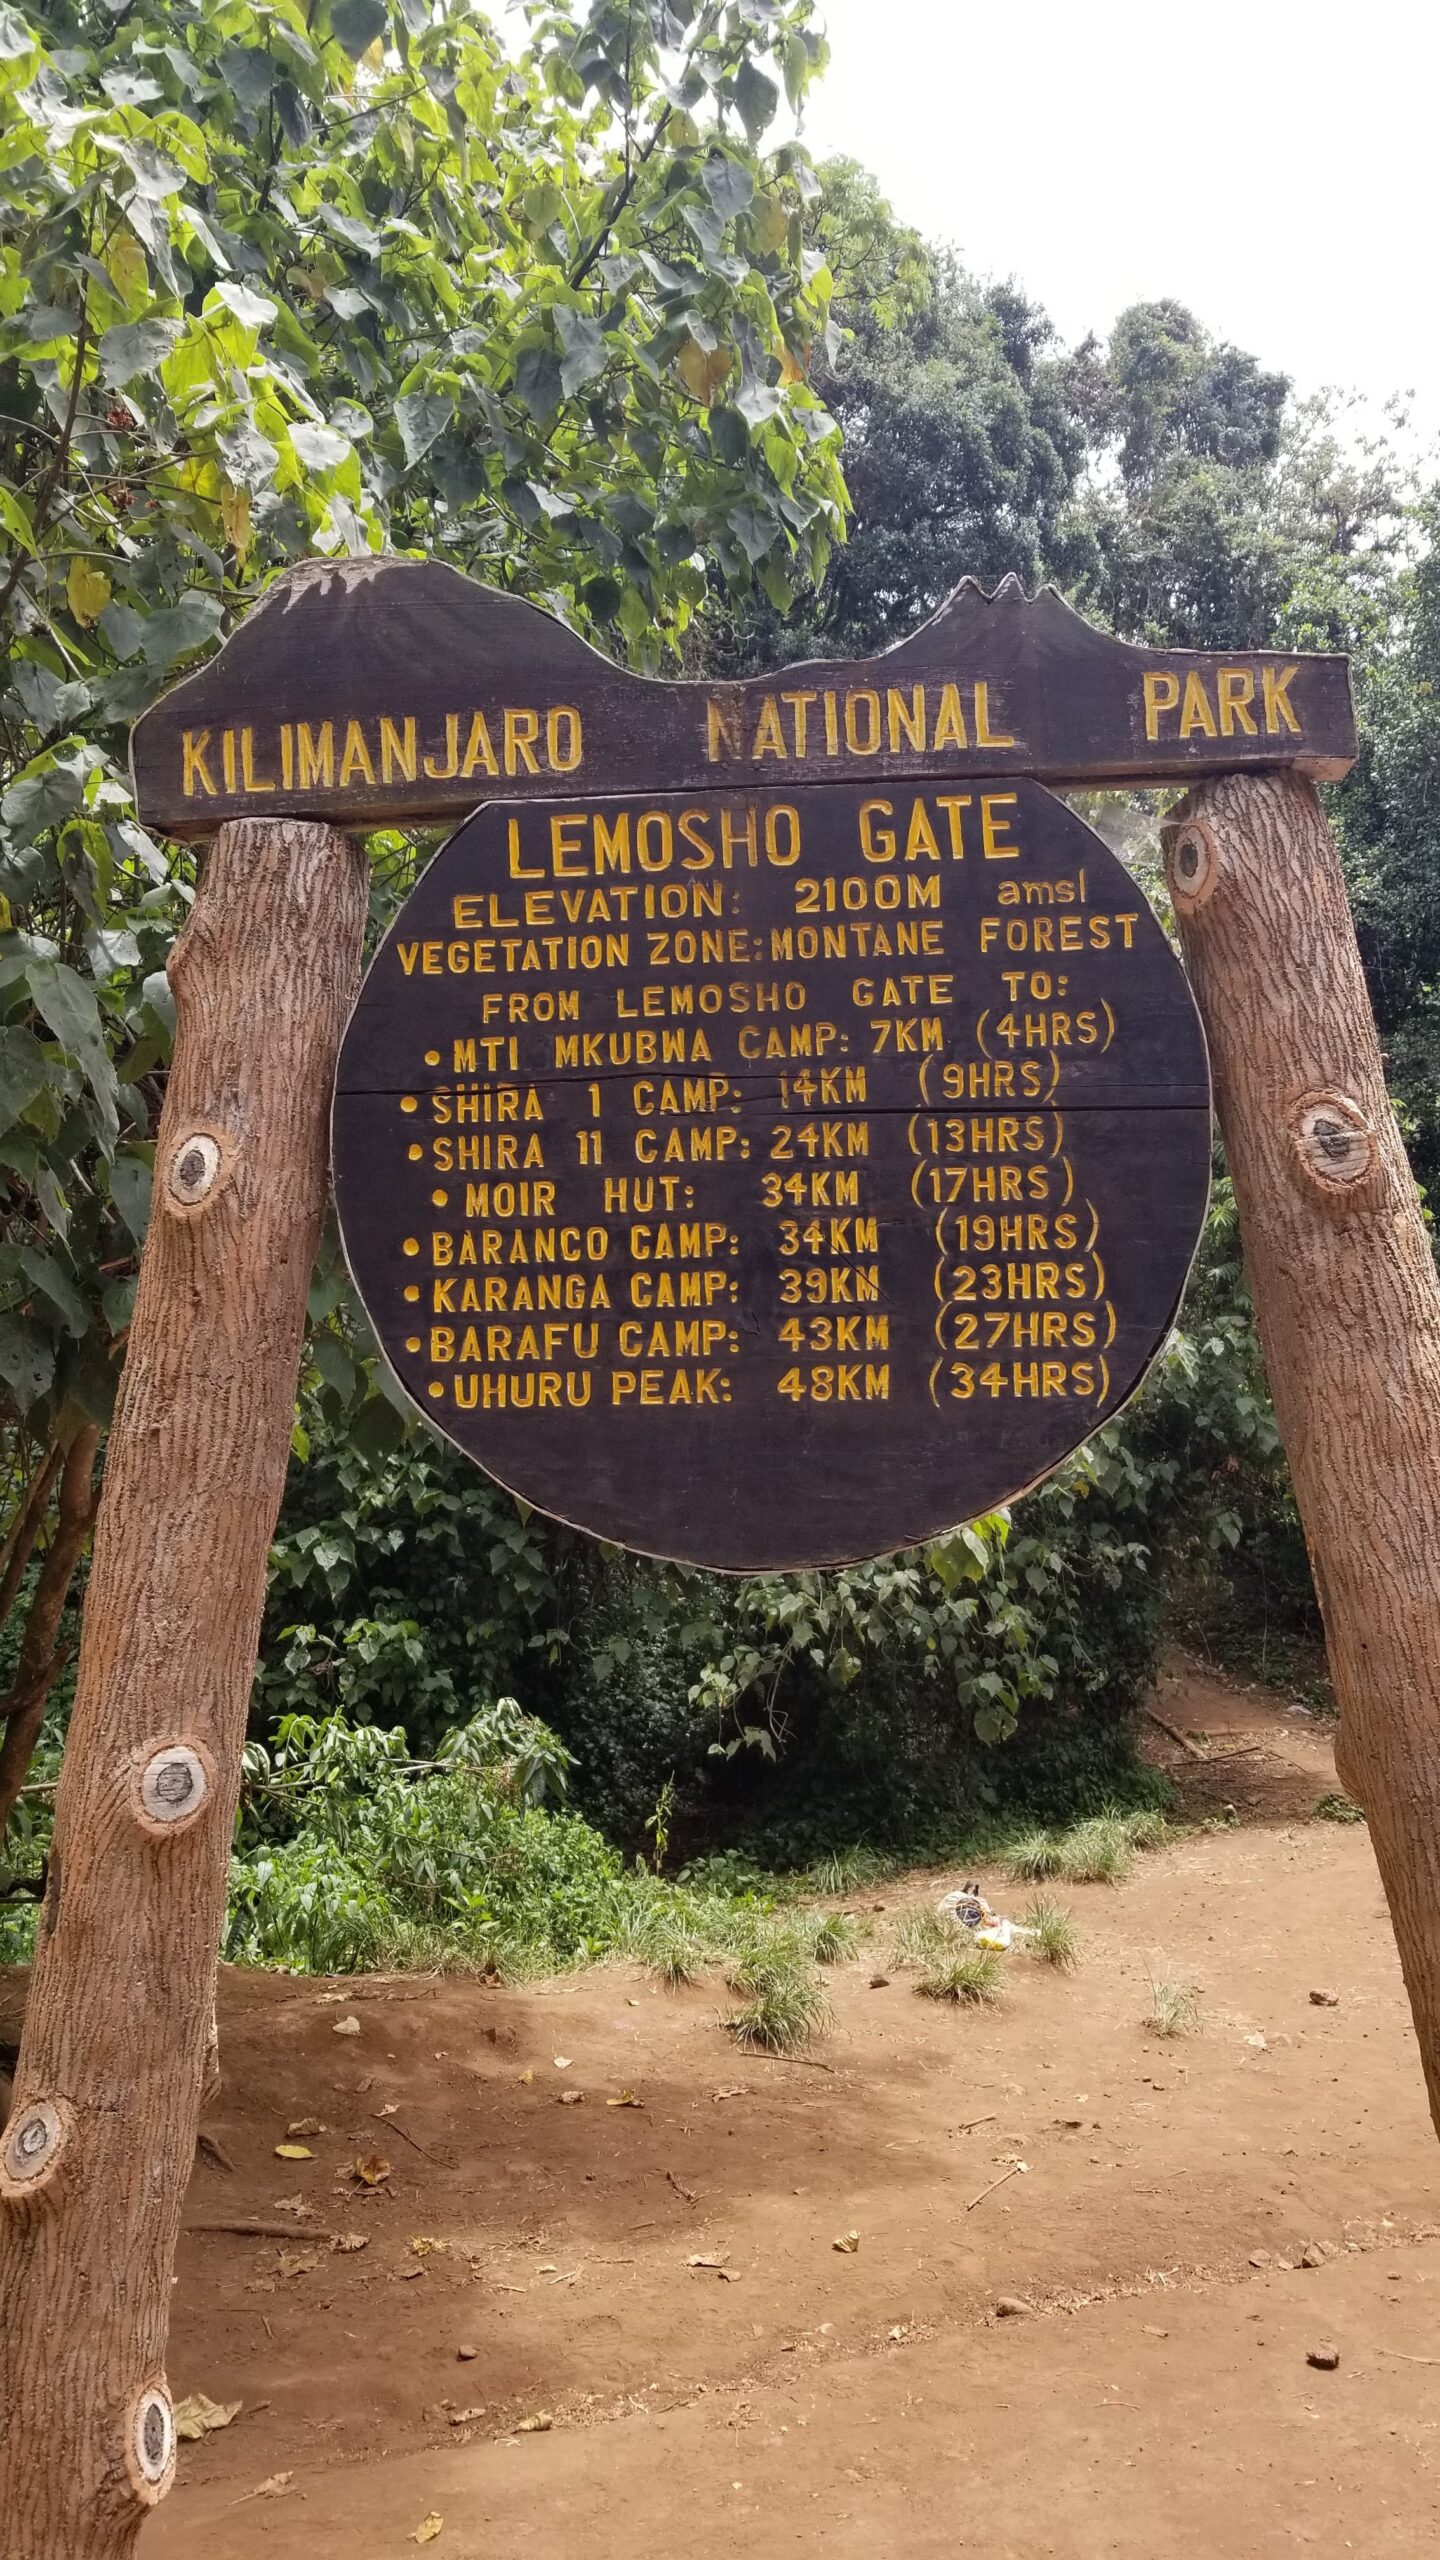 KILIMANJARO NATIONAL PARK
LEMOSHO GATE
ELEVATION: 2100M amsl
VEGETATION ZONE: MONTANE FOREST
FROM LEMOSHO GATE TO:
• MTI MKUBWA CAMP: 7KM (4HRS)
• SHIRA 1 CAMP: 14KM (9HRS)
• SHIRA 11 CAMP: 24KM (13HRS)
• MOIR HUT: 34KM (17HRS)
• BARANCO CAMP: 34KM (19HRS)
• KARANGA CAMP: 39KM (23HRS)
• BARAFU CAMP: 43KM (27HRS)
• UHURU PEAK: 48KM (34HRS)